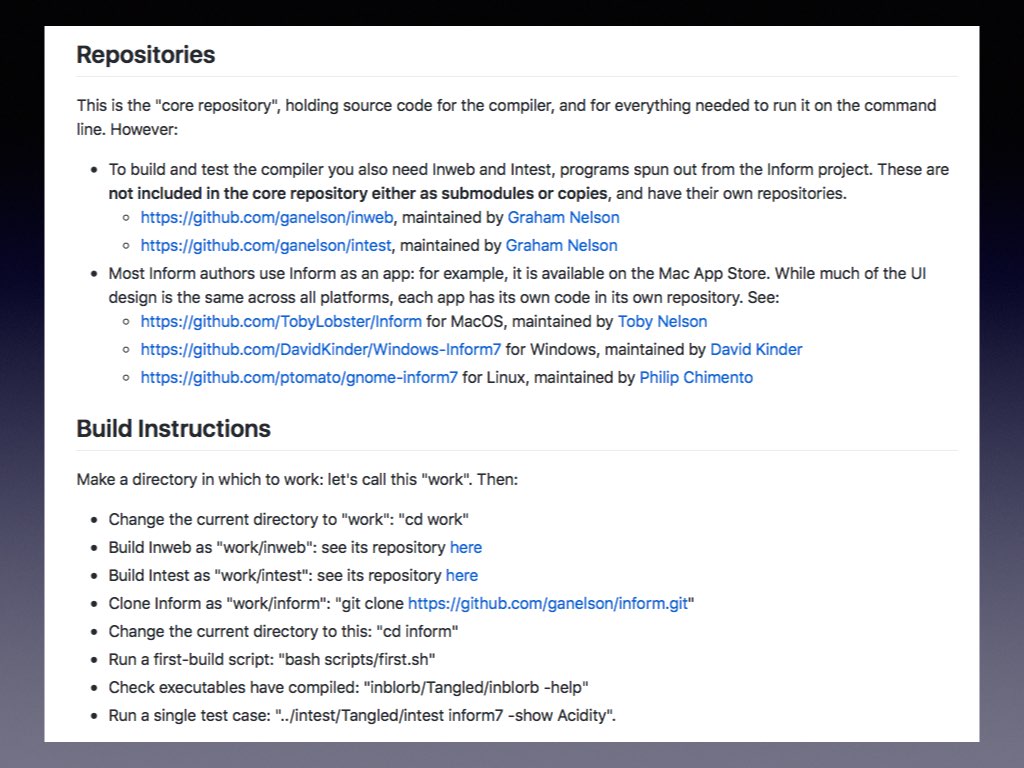 Repositories
This is the "core repository", holding source code for the compiler, and for everything needed to run it on the command
line. However:
• To build and test the compiler you also need Inweb and Intest, programs spun out from the Inform project. These are
not included in the core repository either as submodules or copies, and have their own repositories.
◦ https://github.com/ganelson/inweb, maintained by Graham Nelson
◦ https://github.com/ganelson/intest, maintained by Graham Nelson
• Most Inform authors use Inform as an app: for example, it is available on the Mac App Store. While much of the UI
design is the same across all platforms, each app has its own code in its own repository. See:
◦ https://github.com/TobyLobster/Inform for MacOS, maintained by Toby Nelson
◦ https://github.com/DavidKinder/Windows-Inform7 for Windows, maintained by David Kinder
◦ https://github.com/ptomato/gnome-inform7 for Linux, maintained by Philip Chimento
Build Instructions
Make a directory in which to work: let's call this "work". Then:
• Change the current directory to "work": "cd work"
• Build Inweb as "work/inweb": see its repository here
• Build Intest as "work/intest": see its repository here
• Clone Inform as "work/inform": "git clone https://github.com/ganelson/inform.git"
• Change the current directory to this: "cd inform"
• Run a first-build script: "bash scripts/first.sh"
• Check executables have compiled: "inblorb/Tangled/inblorb -help"
• Run a single test case: "../intest/Tangled/intest inform7 -show Acidity".